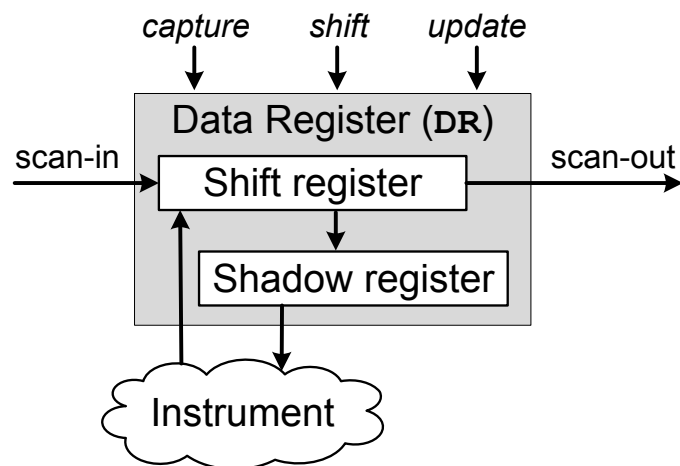 capture shift update
Data Register (DR)
scan-in scan-out
Shift register
Shadow register
Instrument